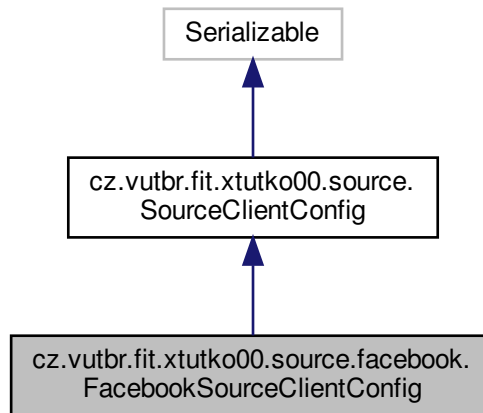 Serializable
cz.vutbr.fit.xtutko00.source.
SourceClientConfig
cz.vutbr.fit.xtutko00.source.facebook.
FacebookSourceClientConfig